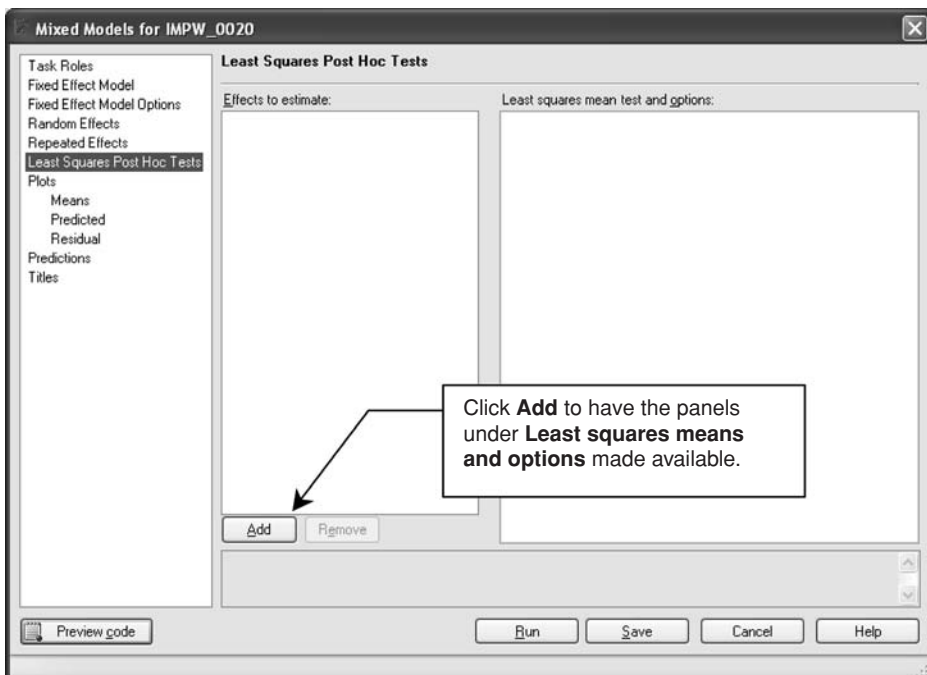 Mixed Models for IMPW_0020
Task Roles
Fixed Effect Model
Fixed Effect Model Options
Random Effects
Repeated Effects
Least Squares Post Hoc Tests
Plots
Means
Predicted
Residual
Predictions
Titles
Least Squares Post Hoc Tests
Effects to estimate:
Least squares mean test and options:
Click Add to have the panels
under Least squares means
and options made available.
Add
Remove
Preview code
Run
Save
Cancel
Help